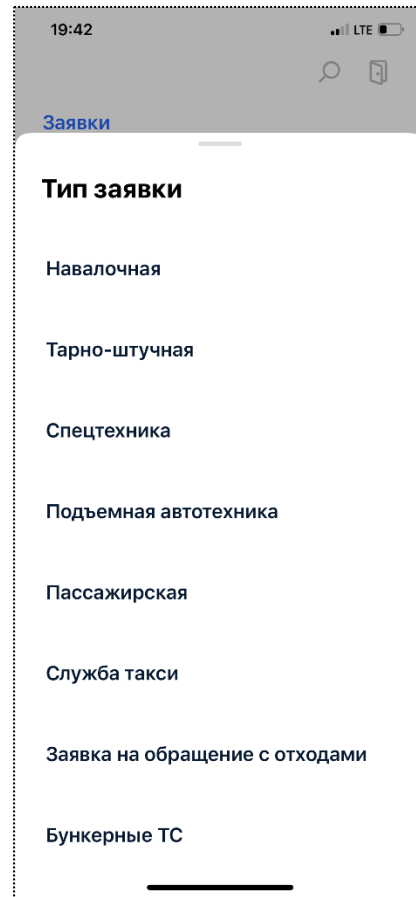 19:42
LTE
Заявки
Тип заявки
Навалочная
Тарно-штучная
Спецтехника
Подъемная автотехника
Пассажирская
Служба такси
Заявка на обращение с отходами
Бункерные ТС